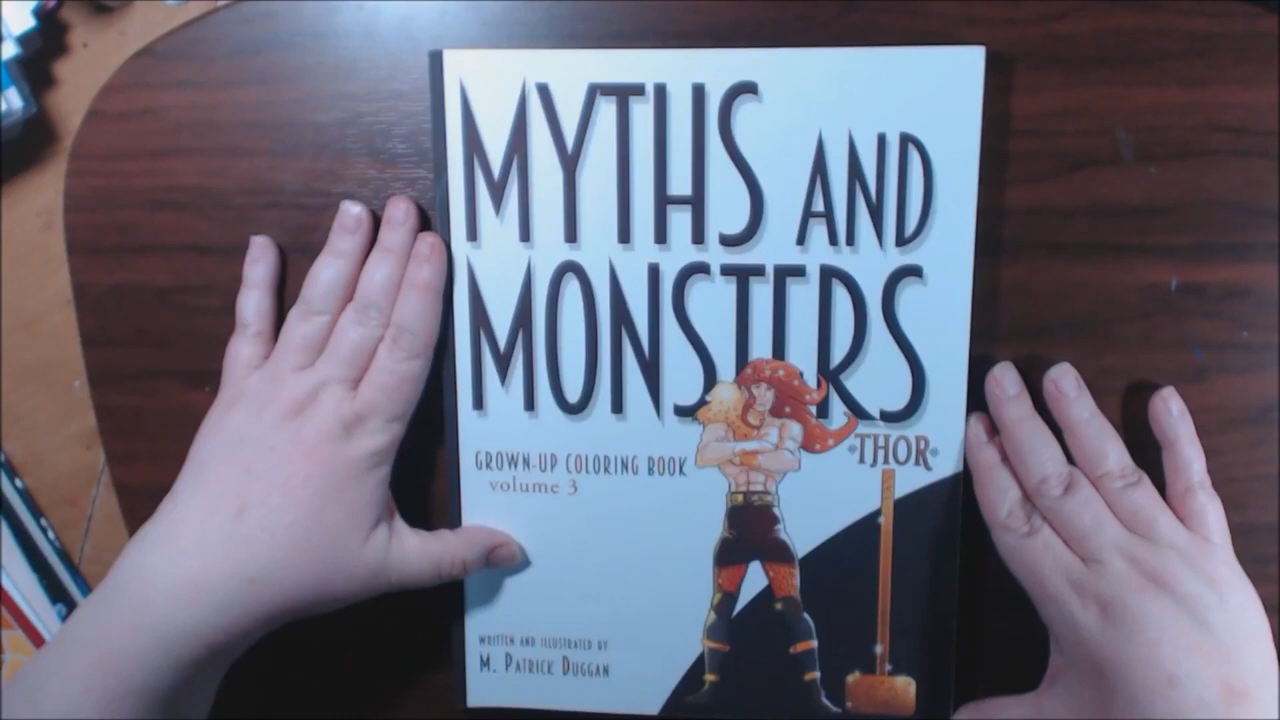 MYTHS AND
MONSTERS
GROWN-UP COLORING BOOK
volume 3
THOR
WRITTEN AND ILLUSTRATED BY
M. PATRICK DUGGAN